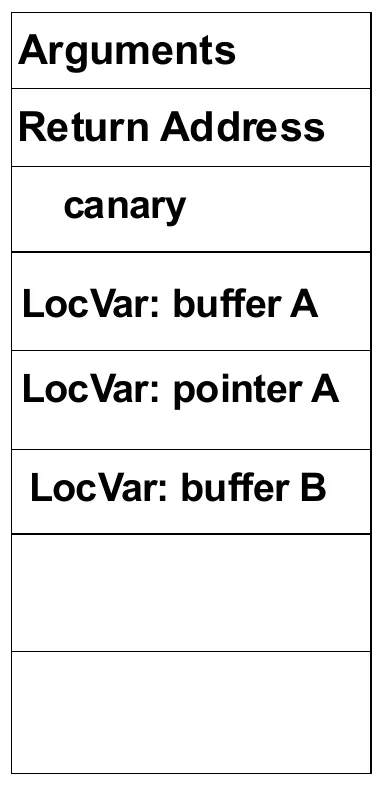 Arguments
Return Address
canary
LocVar: buffer A
LocVar: pointer A
LocVar: buffer B